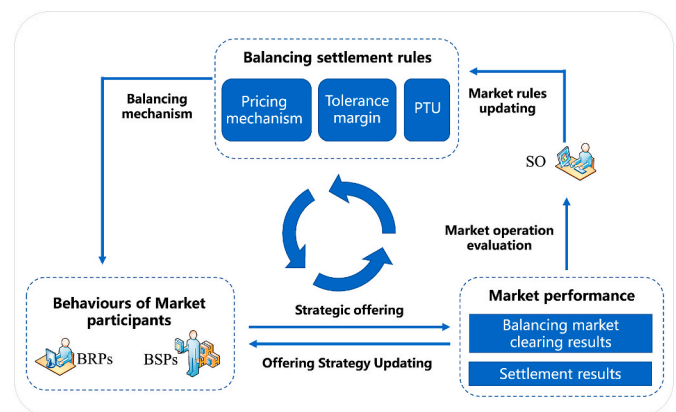 Balancing settlement rules
Pricing
mechanism
Tolerance
margin
PTU
Balancing
mechanism
Market rules
updating
SO
Market operation
evaluation
Behaviours of Market
participants
BRPs
BSPs
Strategic offering
Offering Strategy Updating
Market performance
Balancing market
clearing results
Settlement results